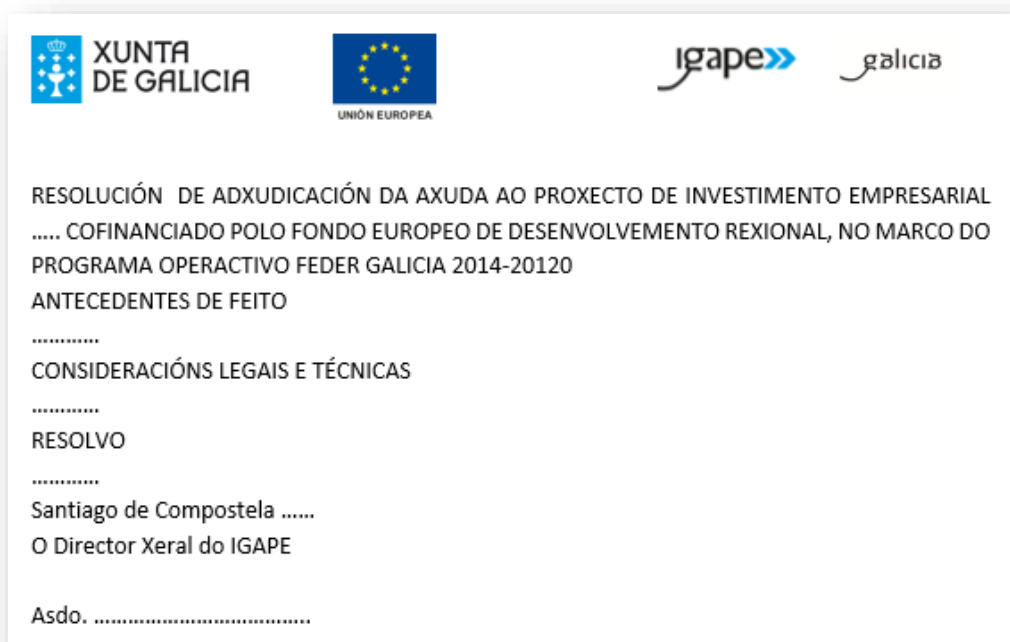 XUNTA
DE GALICIA
UNIÓN EUROPEA
igape
galicia
RESOLUCIÓN DE ADXUDICACIÓN DA AXUDA AO PROXECTO DE INVESTIMENTO EMPRESARIAL
..... COFINANCIADO POLO FONDO EUROPEO DE DESENVOLVEMENTO REXIONAL, NO MARCO DO
PROGRAMA OPERACTIVO FEDER GALICIA 2014-20120
ANTECEDENTES DE FEITO
............
CONSIDERACIÓNS LEGAIS E TÉCNICAS
............
RESOLVO
............
Santiago de Compostela ......
O Director Xeral do IGAPE
Asdo. ......................................